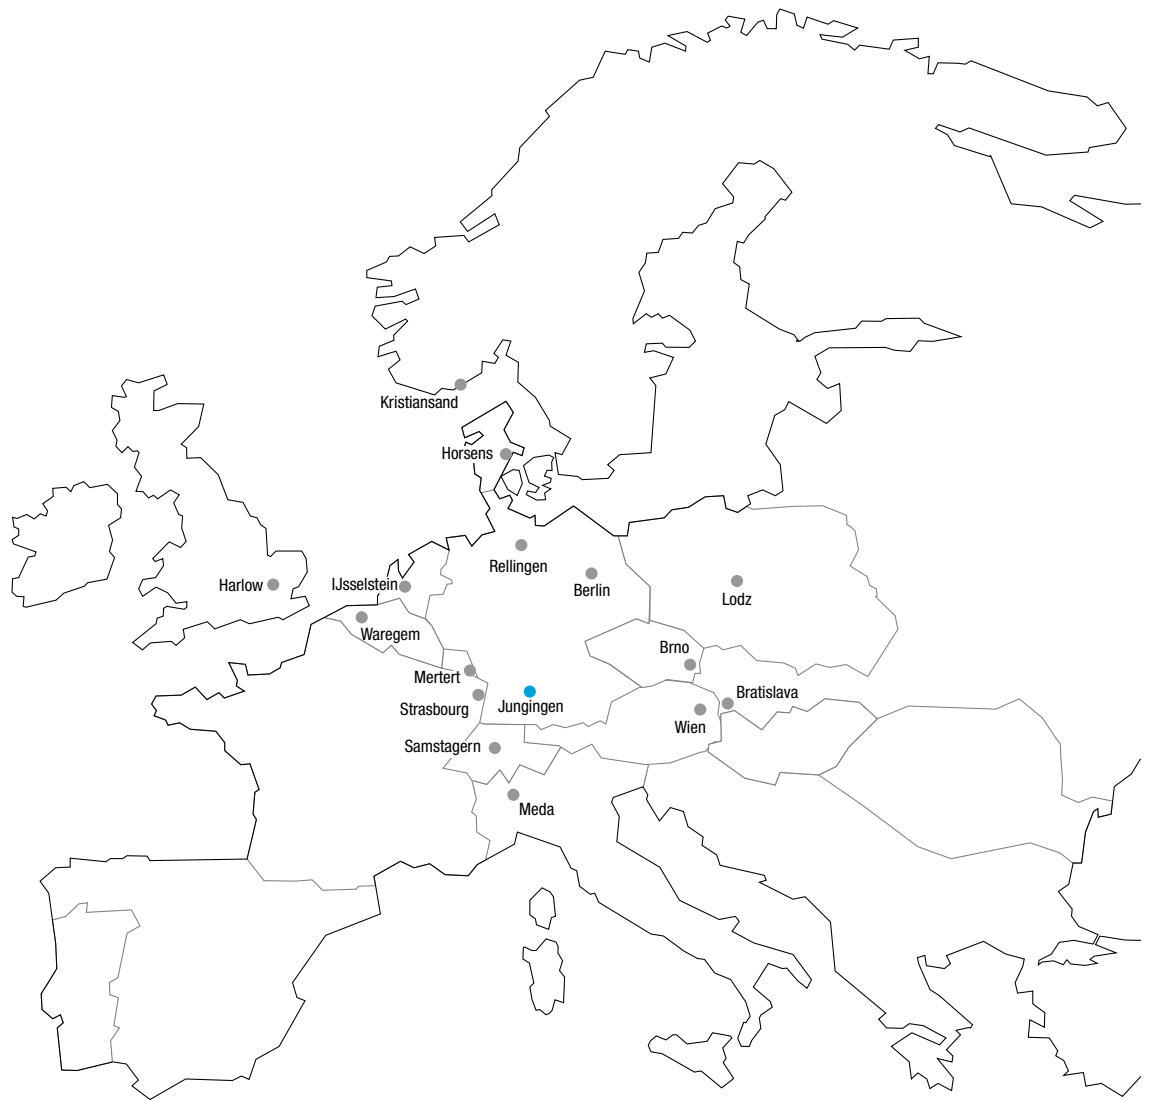 Kristiansand
Horsens
Rellingen
Harlow
IJsselstein
Berlin
Lodz
Waregem
Brno
Mertert
Bratislava
Strasbourg
Jungingen
Wien
Samstagern
Meda